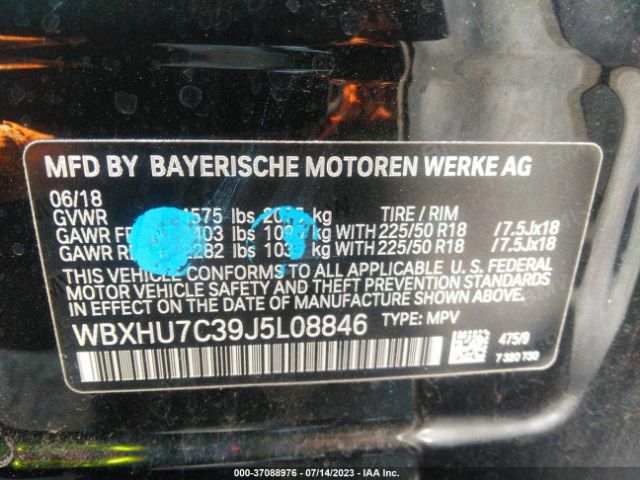 MFD BY BAYERISCHE MOTOREN WERKE AG
06/18
GVWR lbs kg TIRE / RIM
GAWR lbs kg WITH 225/50 R18 /7.5Jx18
GAWR lbs kg WITH 225/50 R18 /7.5Jx18
THIS VEHICLE CONFORMS TO ALL APPLICABLE U. S. FEDERAL
MOTOR VEHICLE SAFETY AND THEFT PREVENTION STANDARDS
IN EFFECT ON THE DATE OF MANUFACTURE SHOWN ABOVE.
WBXHU7C39J5L08846 TYPE: MPV
475/9
7 320 730
000-37088976 - 07/14/2023 - IAA Inc.